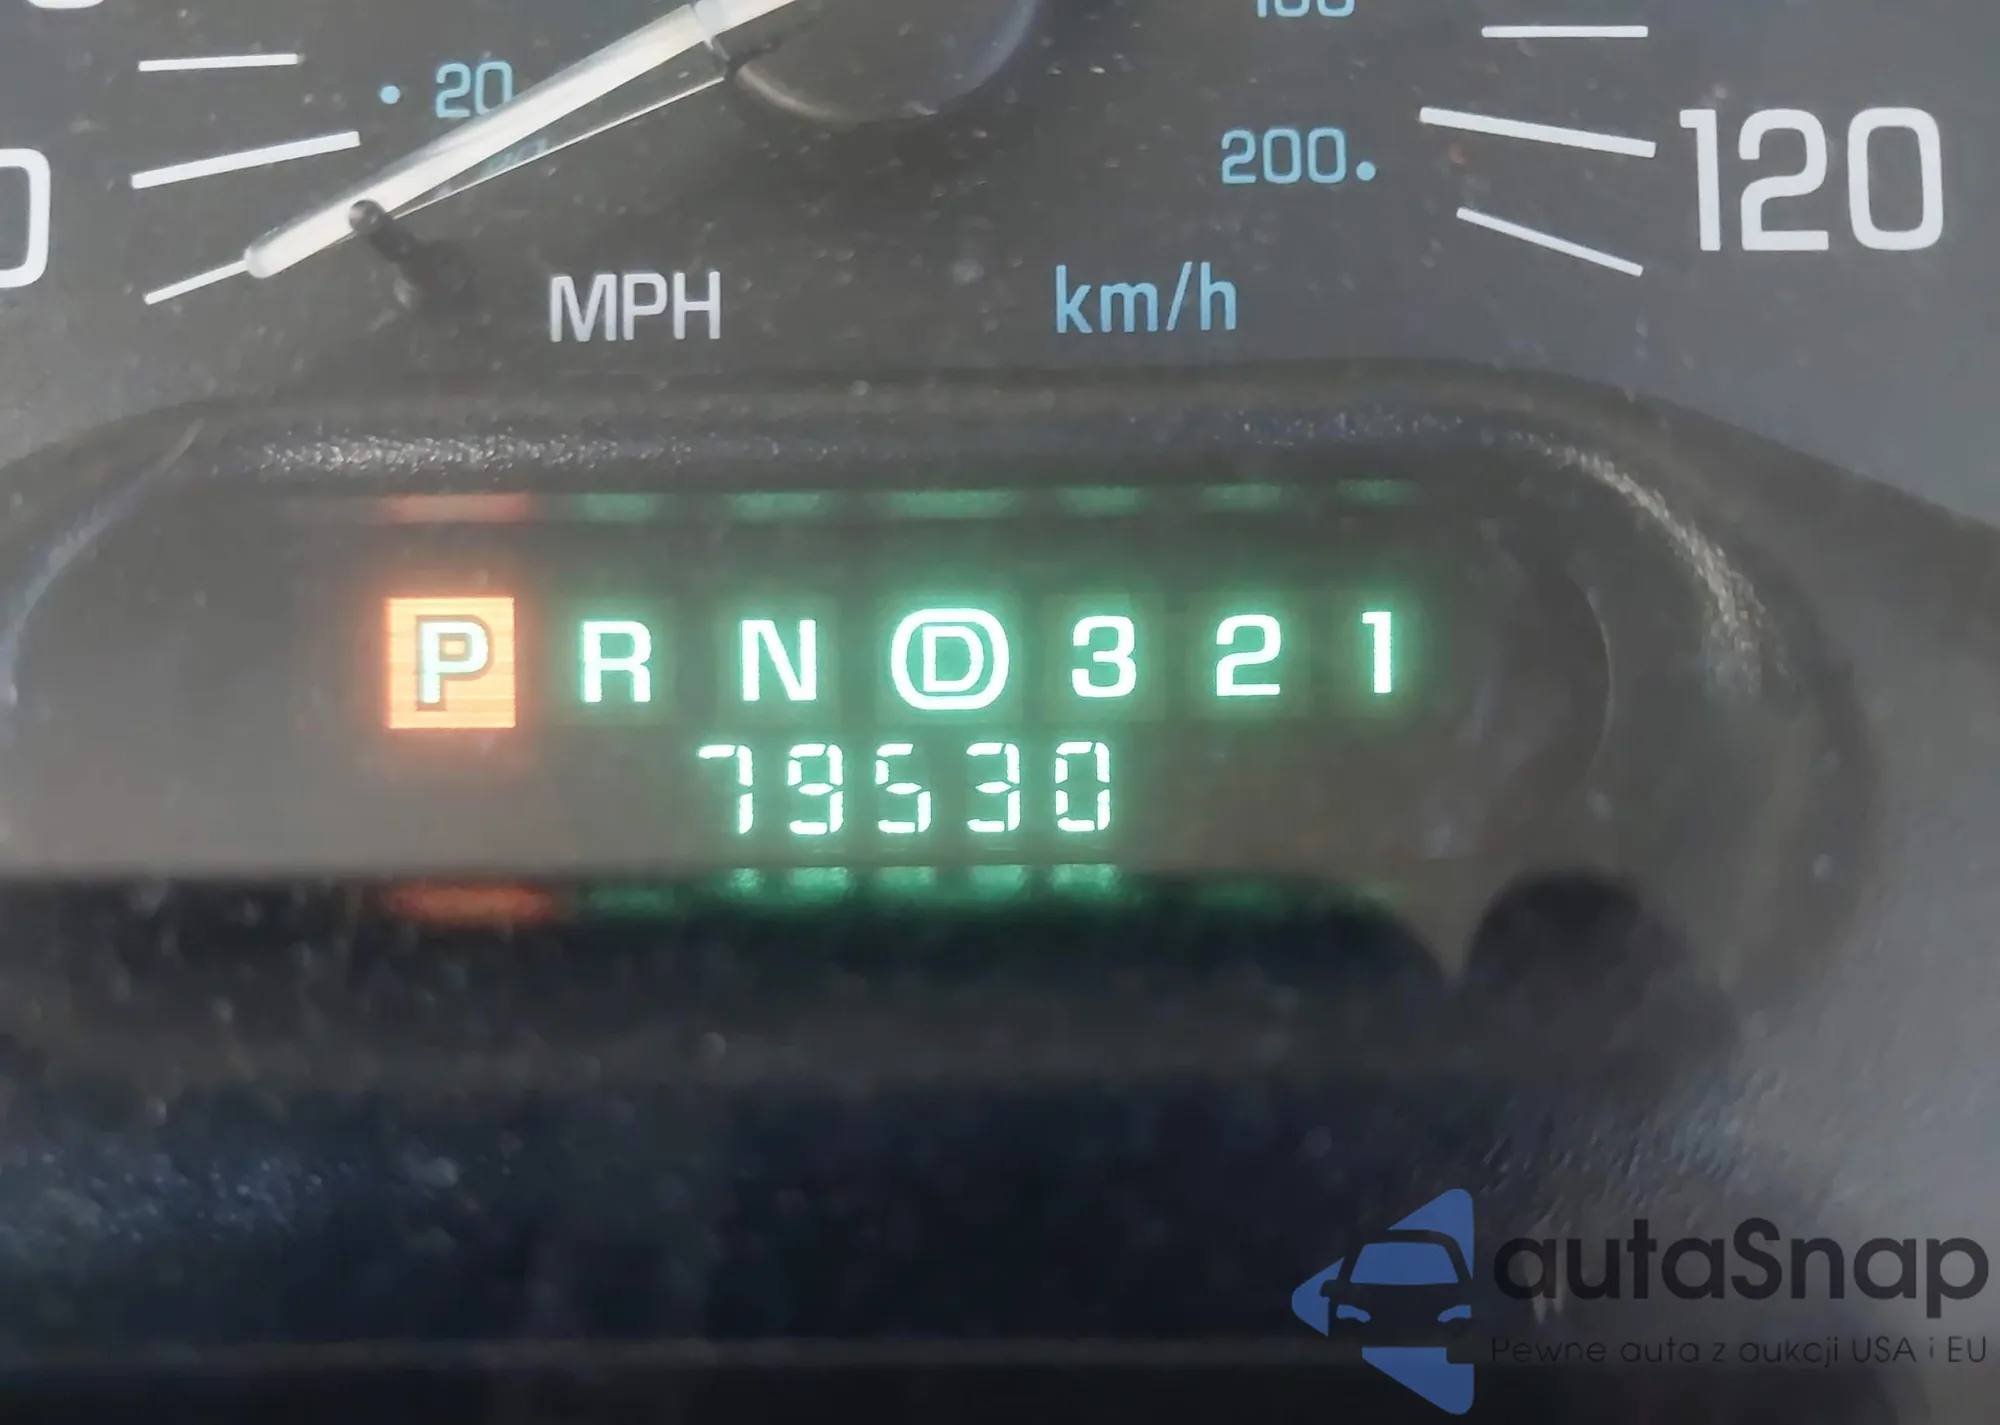 20
200
120
MPH km/h
P R N D 3 2 1
79530
autaSnap
Pewne auta z aukcji USA i EU